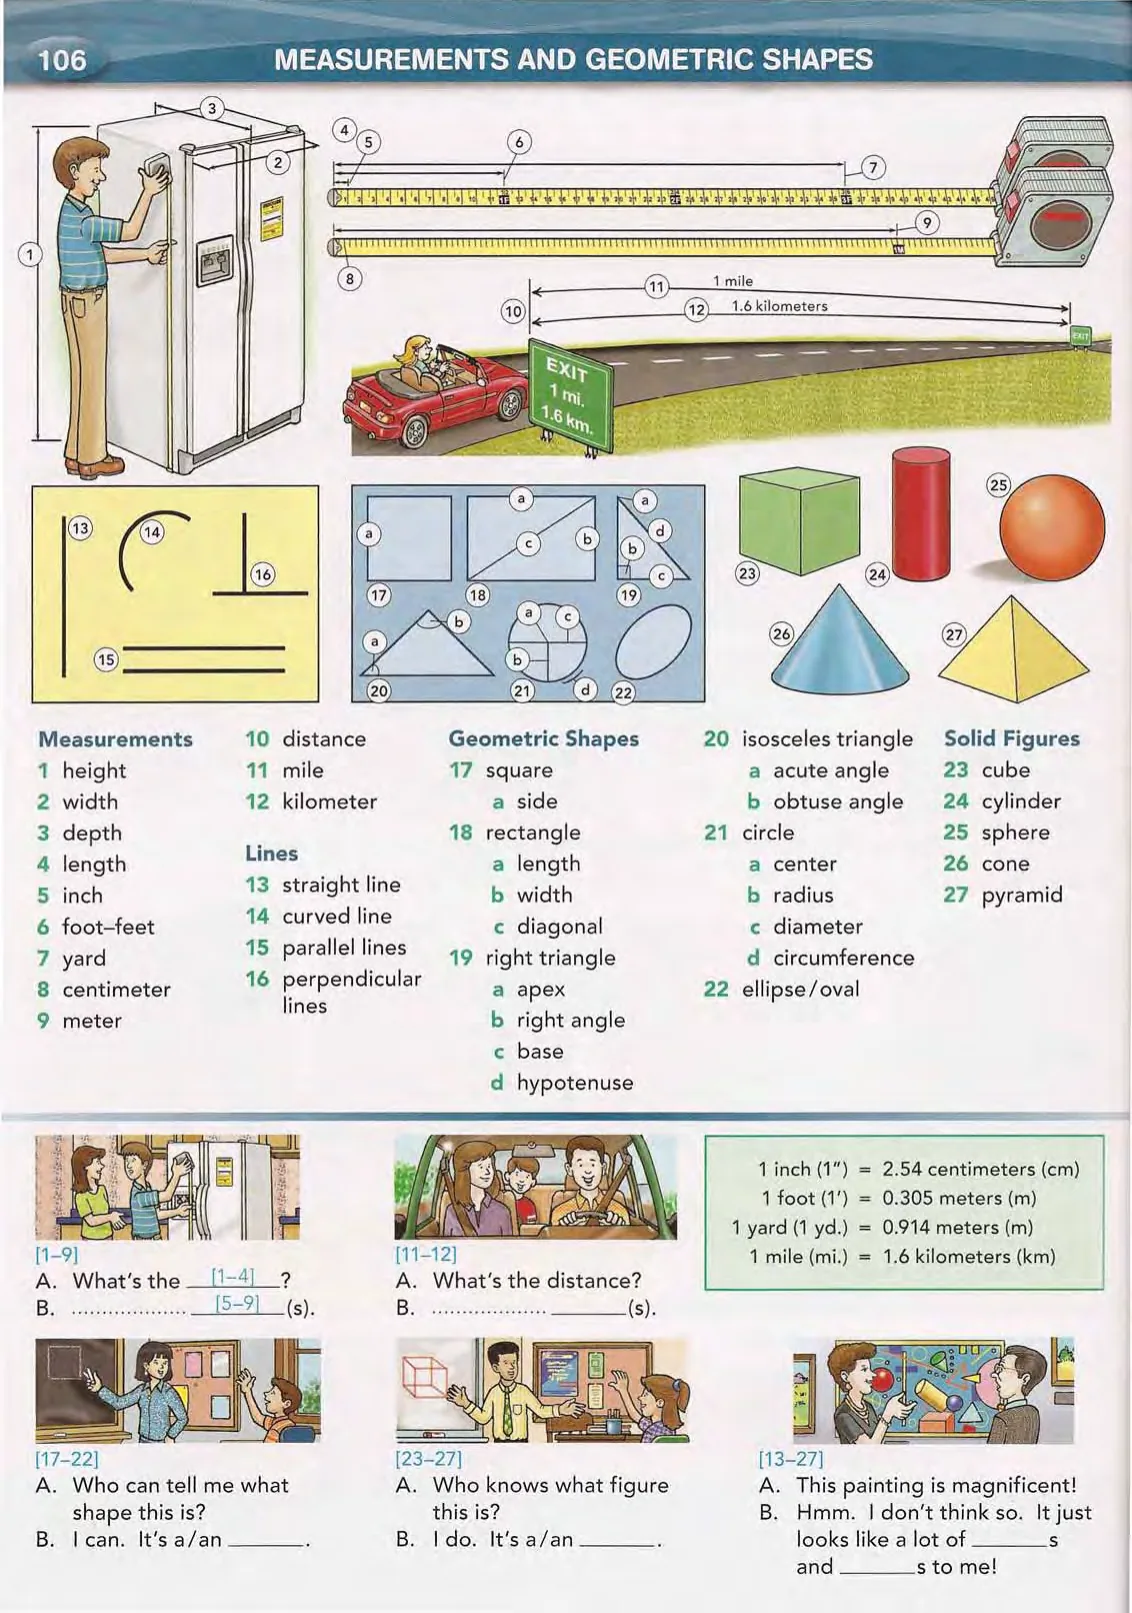 106
MEASUREMENTS AND GEOMETRIC SHAPES
3
4
5
6
7
2
1
9
8
10
11
1 mile
12
1.6 kilometers
EXIT
1 mi.
1.6 km.
EXIT
13
14
16
15
a
17
a
c
b
18
a
d
b
c
19
a
b
20
a
c
b
21
d
22
23
24
25
26
27
Measurements
1 height
2 width
3 depth
4 length
5 inch
6 foot–feet
7 yard
8 centimeter
9 meter
10 distance
11 mile
12 kilometer
Lines
13 straight line
14 curved line
15 parallel lines
16 perpendicular
lines
Geometric Shapes
17 square
a side
18 rectangle
a length
b width
c diagonal
19 right triangle
a apex
b right angle
c base
d hypotenuse
20 isosceles triangle
a acute angle
b obtuse angle
21 circle
a center
b radius
c diameter
d circumference
22 ellipse/oval
Solid Figures
23 cube
24 cylinder
25 sphere
26 cone
27 pyramid
[1–9]
A. What's the [1–4] ?
B. .................... [5–9] (s).
[11–12]
A. What's the distance?
B. .................... ______(s).
1 inch (1") = 2.54 centimeters (cm)
1 foot (1') = 0.305 meters (m)
1 yard (1 yd.) = 0.914 meters (m)
1 mile (mi.) = 1.6 kilometers (km)
[17–22]
A. Who can tell me what
shape this is?
B. I can. It's a/an ______.
[23–27]
A. Who knows what figure
this is?
B. I do. It's a/an ______.
[13–27]
A. This painting is magnificent!
B. Hmm. I don't think so. It just
looks like a lot of ______s
and ______s to me!